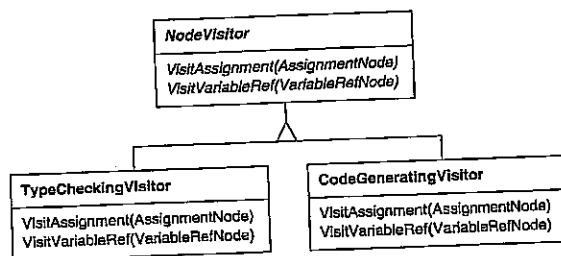 NodeVisitor
VisitAssignment(AssignmentNode)
VisitVariableRef(VariableRefNode)
TypeCheckingVisitor
VisitAssignment(AssignmentNode)
VisitVariableRef(VariableRefNode)
CodeGeneratingVisitor
VisitAssignment(AssignmentNode)
VisitVariableRef(VariableRefNode)